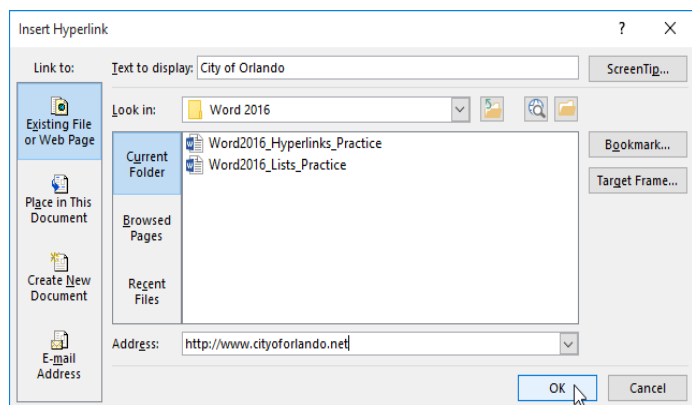 Insert Hyperlink ? X
Link to: Text to display: City of Orlando ScreenTip...
Existing File
or Web Page
Look in: Word 2016
Current
Folder
Word2016_Hyperlinks_Practice
Word2016_Lists_Practice
Bookmark...
Target Frame...
Place in This
Document
Browsed
Pages
Create New
Document
Recent
Files
E-mail
Address
Address: http://www.cityoforlando.net
OK Cancel